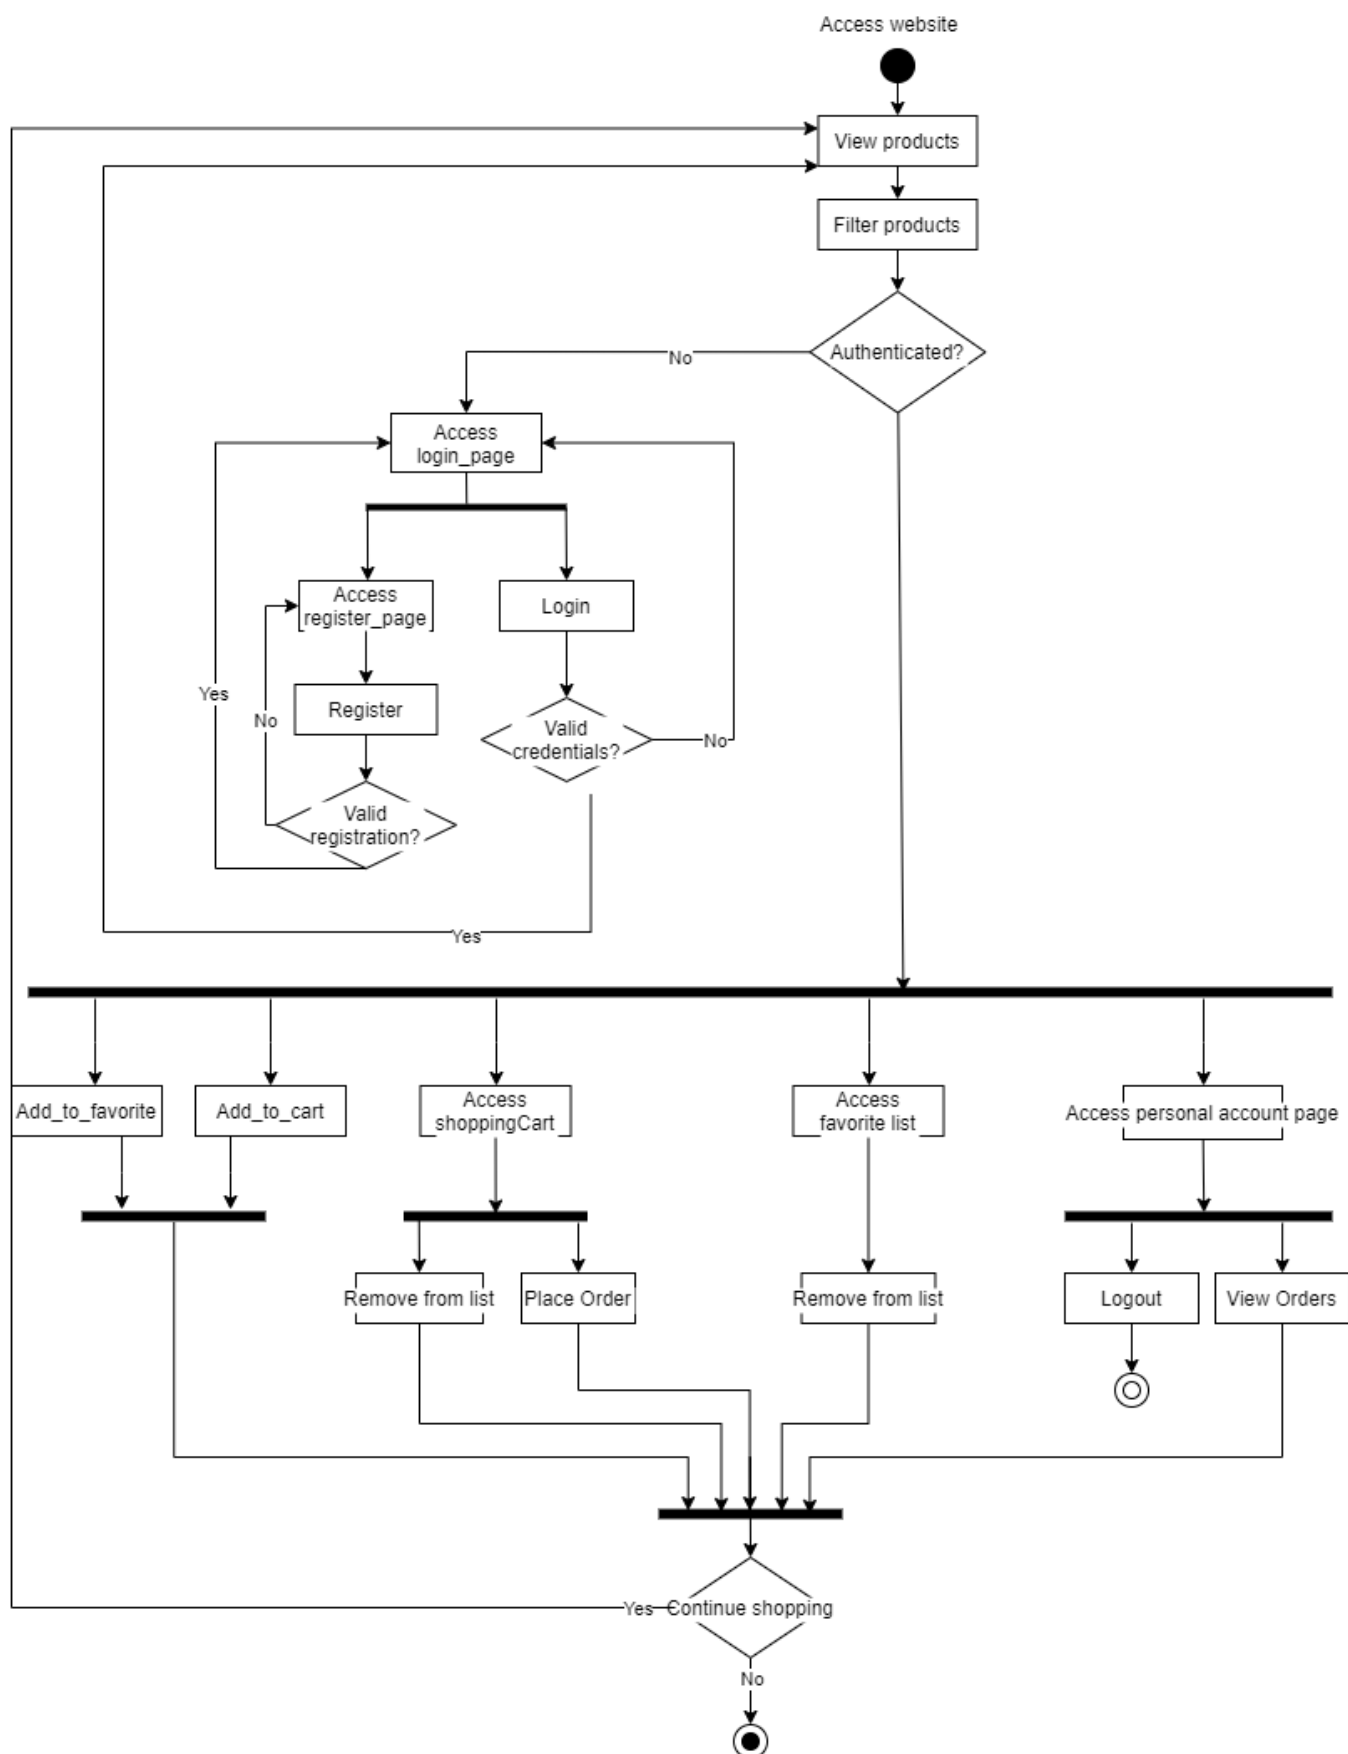 Access website
View products
Filter products
Authenticated?
No
Access
login_page
Access
register_page
Login
Yes
No
Register
Valid
credentials?
No
Valid
registration?
Yes
Add_to_favorite
Add_to_cart
Access
shoppingCart
Access
favorite list
Access personal account page
Remove from list
Place Order
Remove from list
Logout
View Orders
Yes
Continue shopping
No